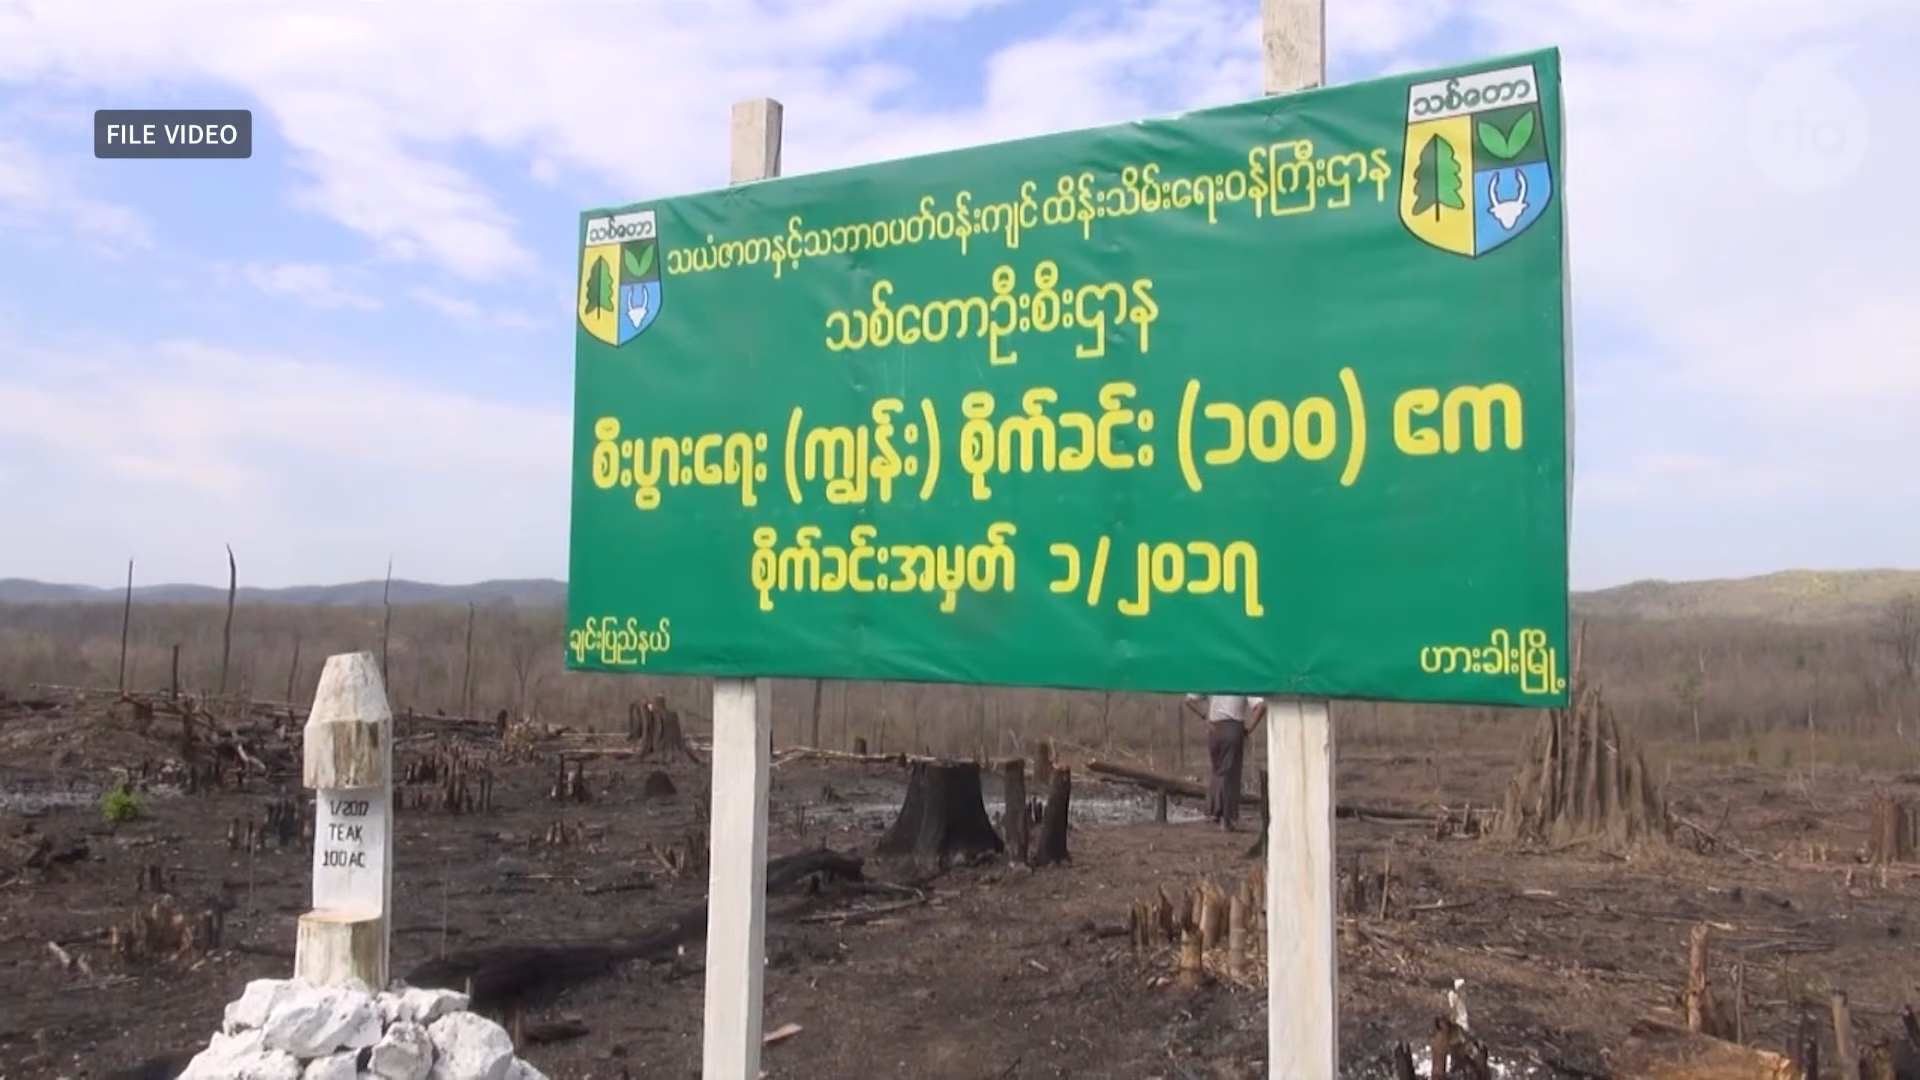 FILE VIDEO
သစ်တော
သစ်တော
သယံဇာတနှင့်သဘာဝပတ်ဝန်းကျင်ထိန်းသိမ်းရေးဝန်ကြီးဌာန
သစ်တောဦးစီးဌာန
စီးပွားရေး (ကျွန်း) စိုက်ခင်း (၁၀၀) ဧက
စိုက်ခင်းအမှတ် ၁/၂၀၁၇
ချင်းပြည်နယ်
ဟားခါးမြို့
1/2017
TEAK
100 AC